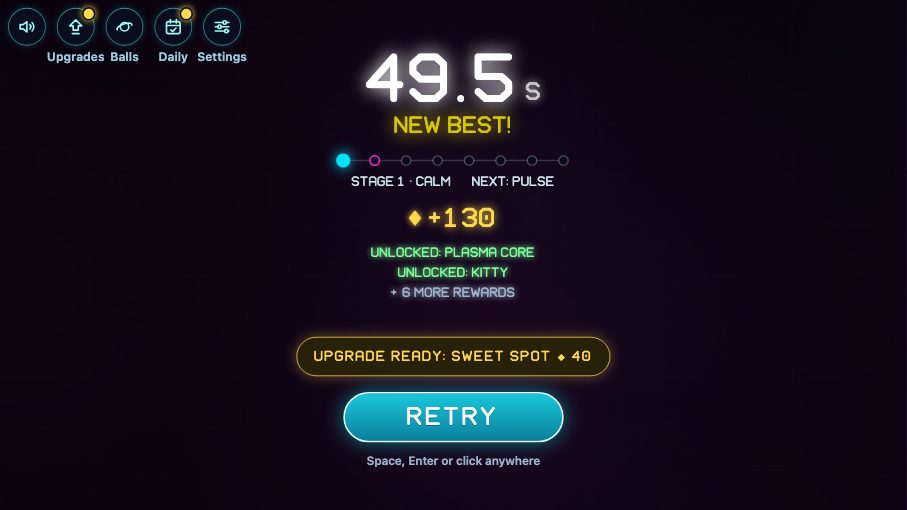 Upgrades Balls Daily Settings
49.5 s
NEW BEST!
STAGE 1 · CALM NEXT: PULSE
♦ +130
UNLOCKED: PLASMA CORE
UNLOCKED: KITTY
+ 6 MORE REWARDS
UPGRADE READY: SWEET SPOT ♦ 40
RETRY
Space, Enter or click anywhere